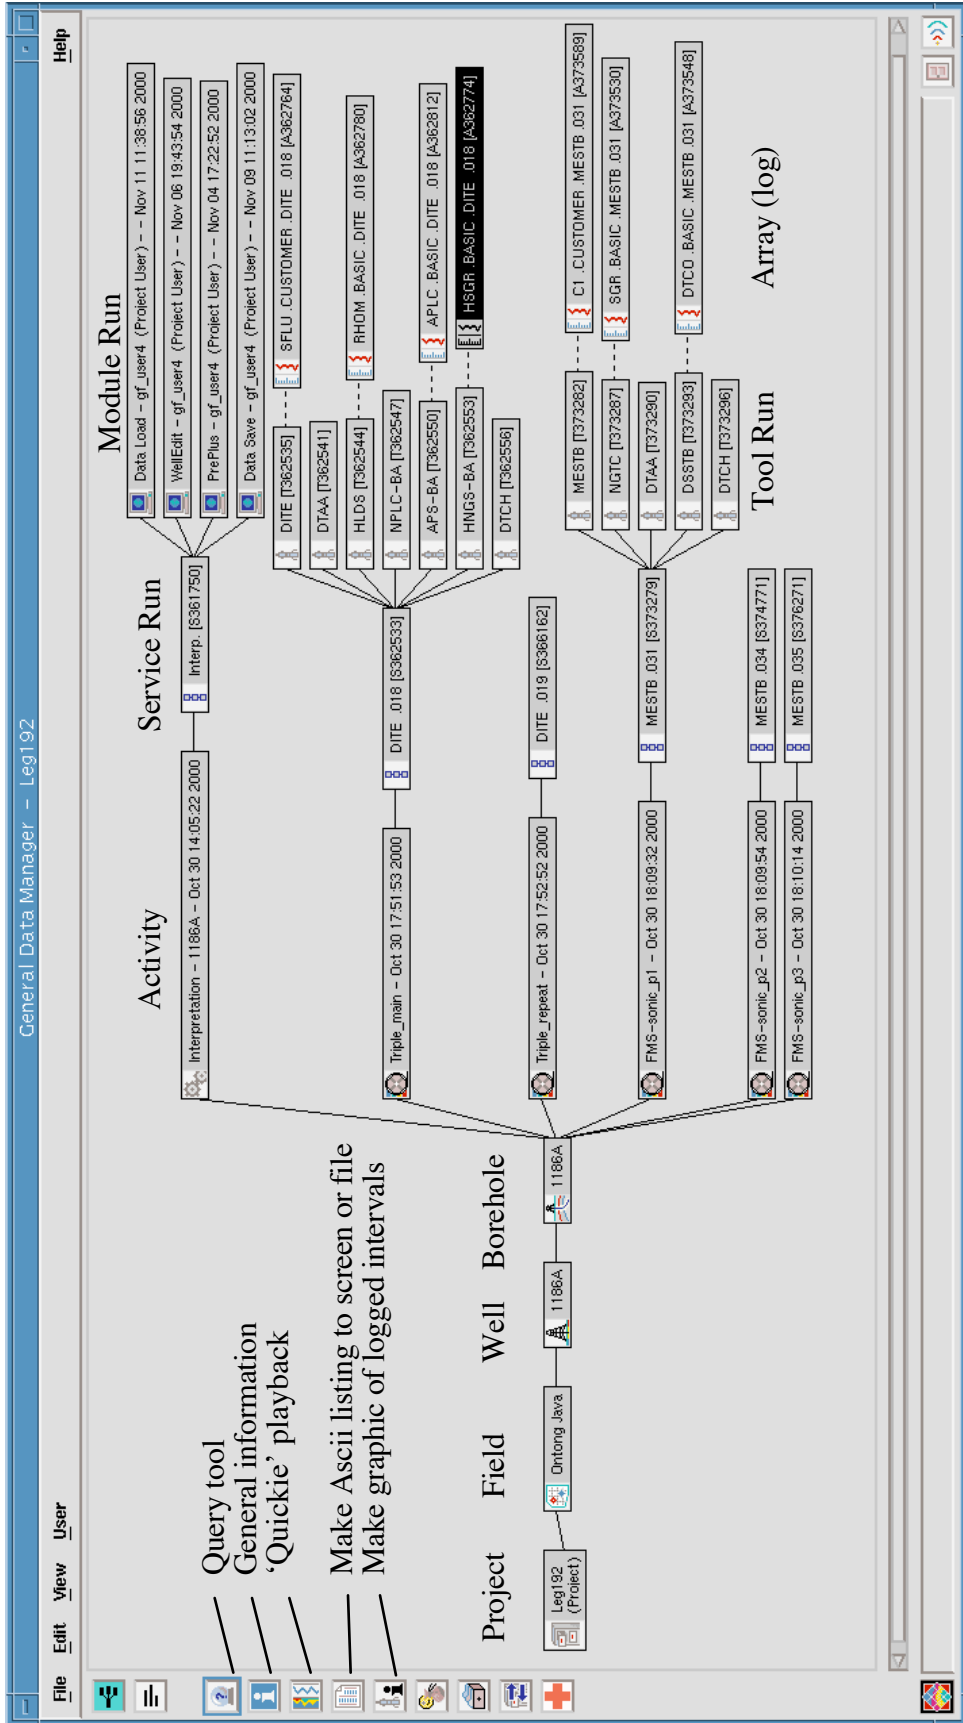 General Data Manager - Leg192
File Edit View User Help
Query tool
General information
‘Quickie’ playback
Make Ascii listing to screen or file
Make graphic of logged intervals
Project
Field
Well
Borehole
Activity
Service Run
Module Run
Leg192
(Project)
Ontong Java
1186A
1186A
Interpretation - 1186A - Oct 30 14:05:22 2000
Interp. [S361750]
Data Load - gf_user4 (Project User) - - Nov 11 11:38:56 2000
WellEdit - gf_user4 (Project User) - - Nov 06 19:43:54 2000
PrePlus - gf_user4 (Project User) - - Nov 04 17:22:52 2000
Data Save - gf_user4 (Project User) - - Nov 09 11:13:02 2000
Triple_main - Oct 30 17:51:53 2000
DITE .018 [S362533]
DITE [T362535]
SFLU .CUSTOMER .DITE .018 [A362764]
DTAA [T362541]
HLDS [T362544]
RHOM .BASIC .DITE .018 [A362780]
NPLC-BA [T362547]
APS-BA [T362550]
APLC .BASIC .DITE .018 [A362812]
HNGS-BA [T362553]
HSGR .BASIC .DITE .018 [A362774]
DTCH [T362556]
Triple_repeat - Oct 30 17:52:52 2000
DITE .019 [S366162]
FMS-sonic_p1 - Oct 30 18:09:32 2000
MESTB .031 [S373279]
MESTB [T373282]
C1 .CUSTOMER .MESTB .031 [A373589]
NGTC [T373287]
SGR .BASIC .MESTB .031 [A373530]
DTAA [T373290]
DSSTB [T373293]
DTCO .BASIC .MESTB .031 [A373548]
DTCH [T373296]
FMS-sonic_p2 - Oct 30 18:09:54 2000
MESTB .034 [S374771]
FMS-sonic_p3 - Oct 30 18:10:14 2000
MESTB .035 [S376271]
Tool Run
Array (log)